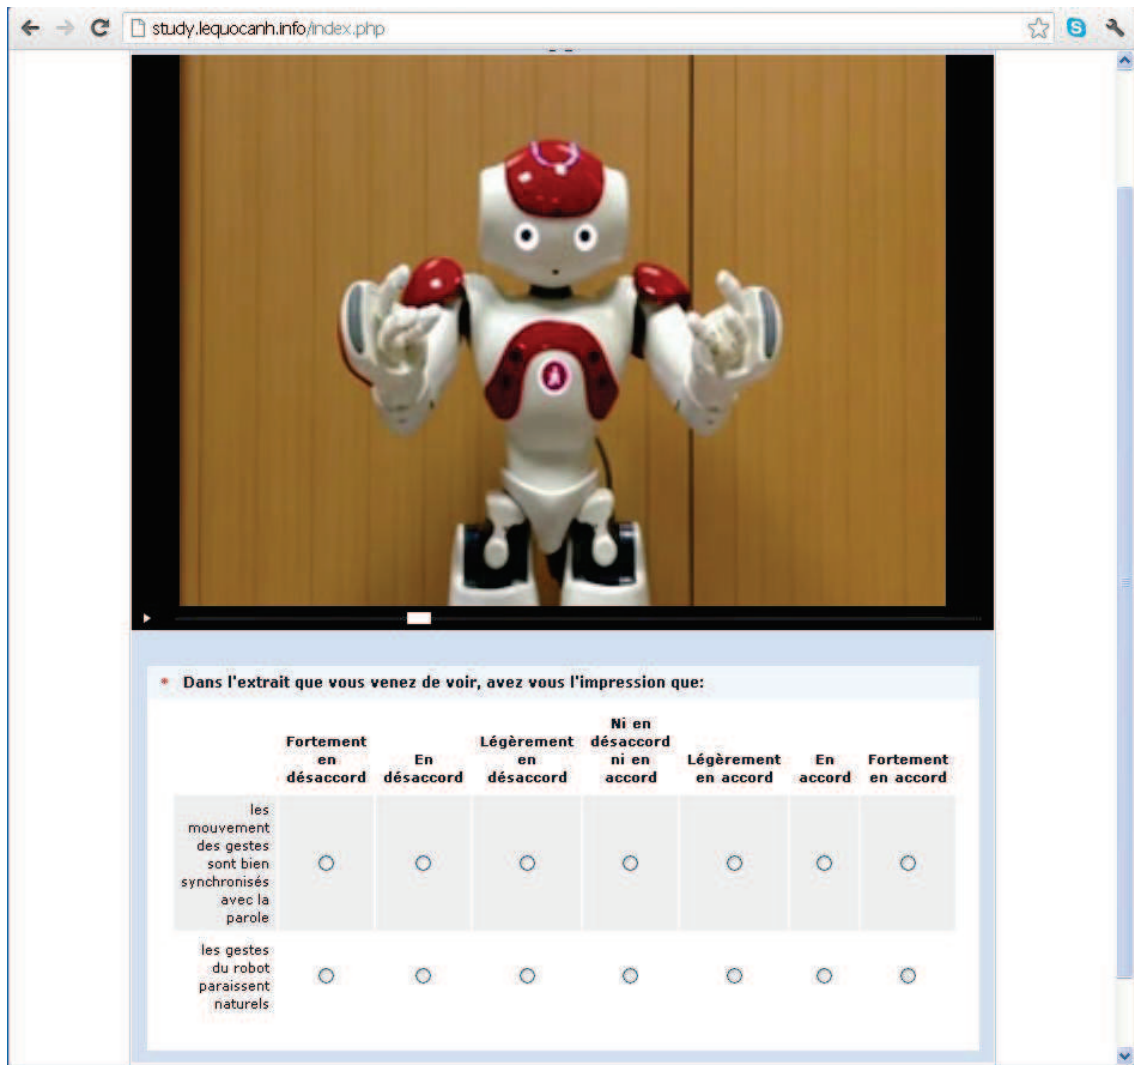 study.lequocanh.info/index.php
* Dans l'extrait que vous venez de voir, avez vous l'impression que:
Fortement
en
désaccord
En
désaccord
Légèrement
en
désaccord
Ni en
désaccord
ni en
accord
Légèrement
en accord
En
accord
Fortement
en accord
les
mouvement
des gestes
sont bien
synchronisés
avec la
parole
les gestes
du robot
paraissent
naturels